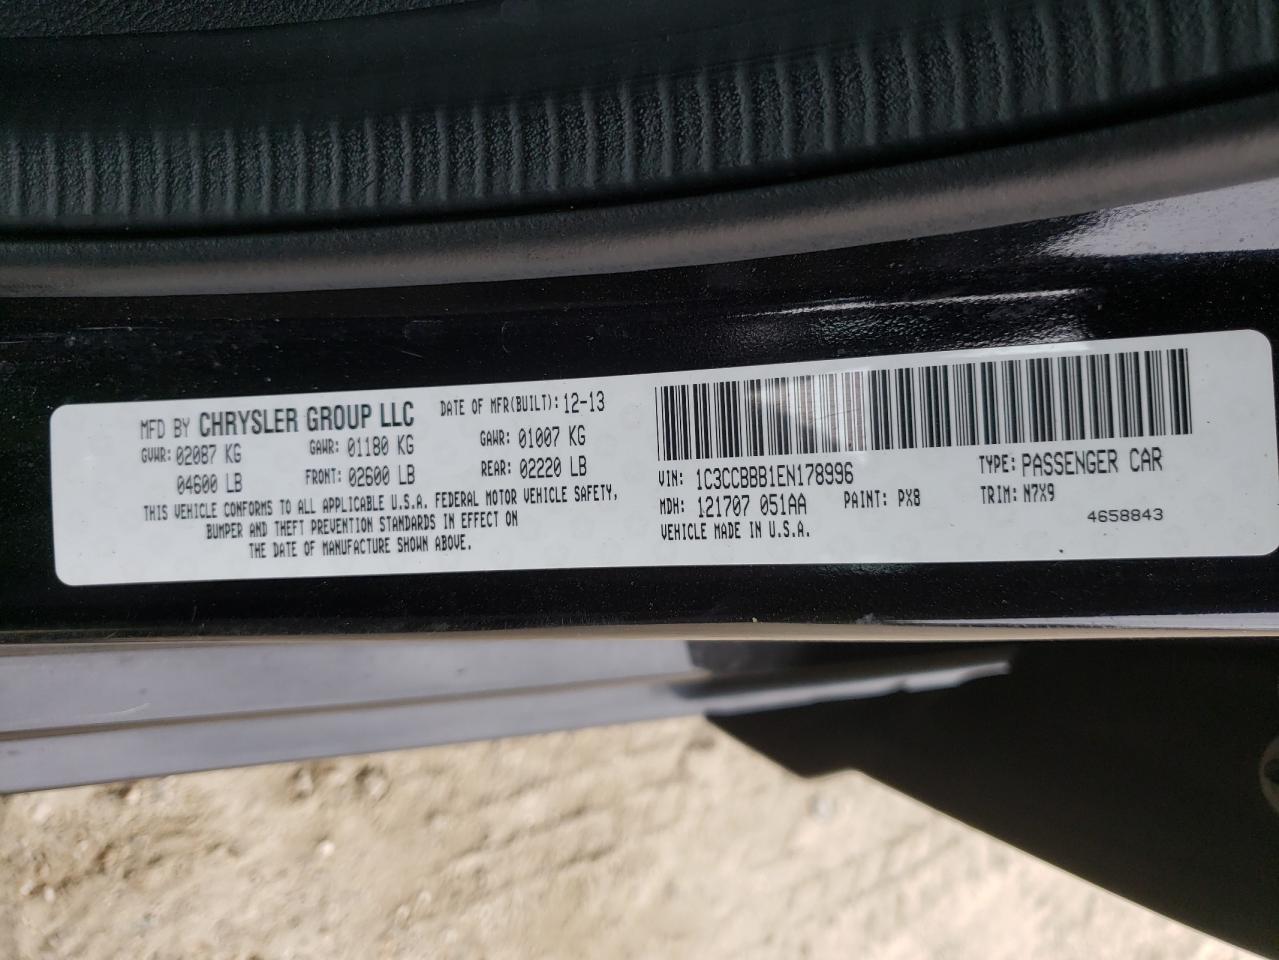 MFD BY CHRYSLER GROUP LLC DATE OF MFR(BUILT): 12-13
GVWR: 02087 KG GAWR: 01180 KG GAWR: 01007 KG
04600 LB FRONT: 02600 LB REAR: 02220 LB
THIS VEHICLE CONFORMS TO ALL APPLICABLE U.S.A. FEDERAL MOTOR VEHICLE SAFETY,
BUMPER AND THEFT PREVENTION STANDARDS IN EFFECT ON
THE DATE OF MANUFACTURE SHOWN ABOVE.
VIN: 1C3CCBBB1EN178996 TYPE: PASSENGER CAR
MDH: 121707 051AA PAINT: PX8 TRIM: N7X9
VEHICLE MADE IN U.S.A. 4658843